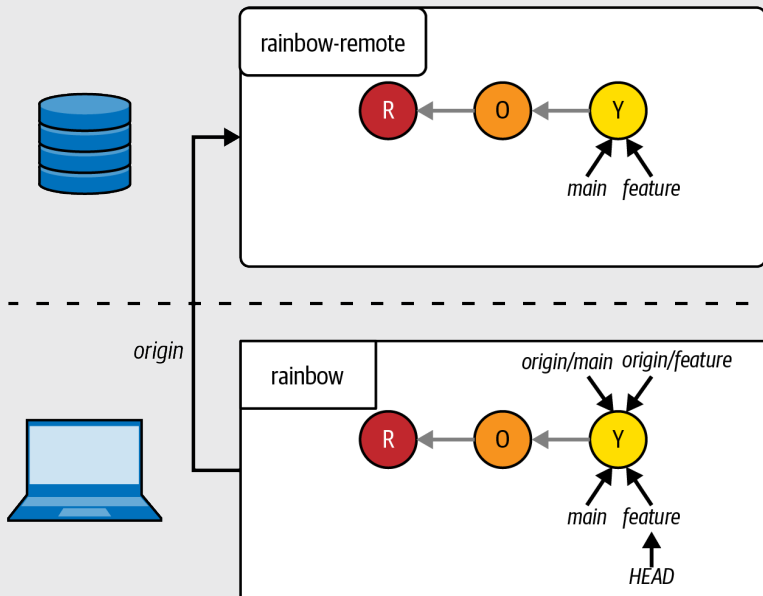 rainbow-remote
R O Y
main feature
origin
origin/main origin/feature
rainbow
R O Y
main feature
HEAD